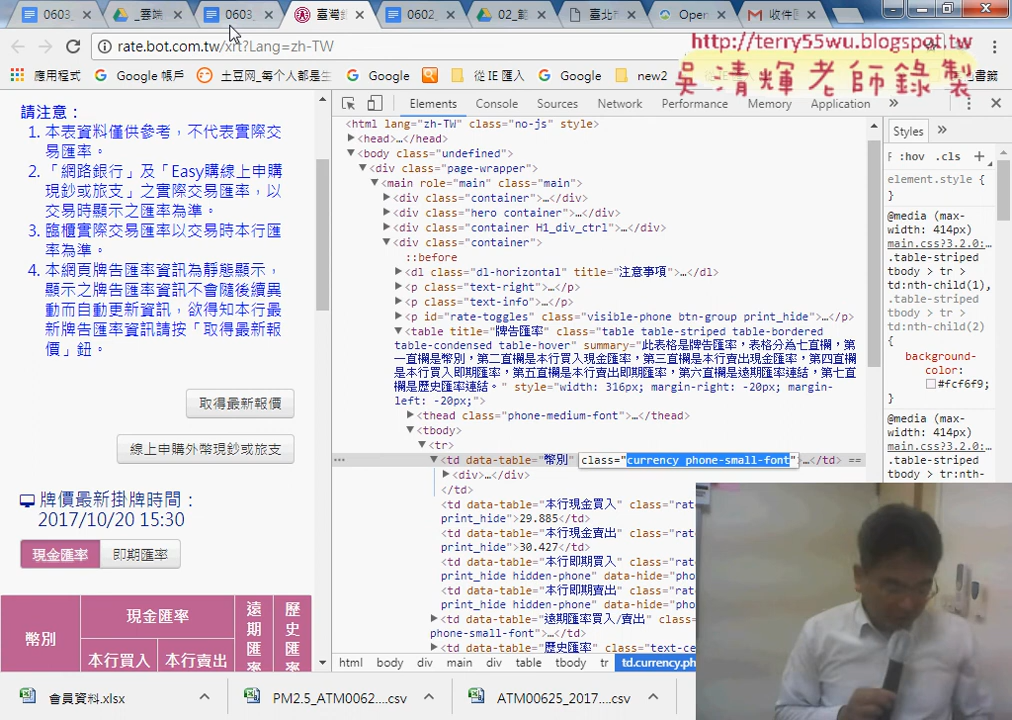 0603_
_雲端
0603_
臺灣銀
0602_
02_範
臺北市
Open
收件匣
rate.bot.com.tw/xrt?Lang=zh-TW
http://terry55wu.blogspot.tw
吳清輝老師錄製
應用程式
Google 帳戶
土豆网_每个人都是生
Google
從 IE 匯入
Google
new2
請注意：
1. 本表資料僅供參考，不代表實際交
易匯率。
2. 「網路銀行」及「Easy購線上申購
現鈔或旅支」之實際交易匯率，以
交易時顯示之匯率為準。
3. 臨櫃實際交易匯率以交易時本行匯
率為準。
4. 本網頁牌告匯率資訊為靜態顯示，
顯示之牌告匯率資訊不會隨後續異
動而自動更新資訊，欲得知本行最
新牌告匯率資訊請按「取得最新報
價」鈕。
取得最新報價
線上申購外幣現鈔或旅支
牌價最新掛牌時間：
2017/10/20 15:30
現金匯率
即期匯率
幣別
現金匯率
本行買入
本行賣出
遠期匯率
歷史匯率
Elements Console Sources Network Performance Memory Application »
<html lang="zh-TW" class="no-js" style>
<head>…</head>
<body class="undefined">
<div class="page-wrapper">
<main role="main" class="main">
<div class="container">…</div>
<div class="hero container">…</div>
<div class="container H1_div_ctrl">…</div>
<div class="container">
::before
<dl class="dl-horizontal" title="注意事項">…</dl>
<p class="text-right">…</p>
<p class="text-info">…</p>
<p id="rate-toggles" class="visible-phone btn-group print_hide">…</p>
<table title="牌告匯率" class="table table-striped table-bordered
table-condensed table-hover" summary="此表格是牌告匯率，表格分為七直欄，第
一直欄是幣別，第二直欄是本行買入現金匯率，第三直欄是本行賣出現金匯率，第四直欄
是本行買入即期匯率，第五直欄是本行賣出即期匯率，第六直欄是遠期匯率連結，第七直
欄是歷史匯率連結。" style="width: 316px; margin-right: -20px; margin-
left: -20px;">
<thead class="phone-medium-font">…</thead>
<tbody>
<tr>
<td data-table="幣別" class="currency phone-small-font">…</td> ==
<div>…</div>
</td>
<td data-table="本行現金買入" class="rat
print_hide">29.885</td>
<td data-table="本行現金賣出" class="rat
print_hide">30.427</td>
<td data-table="本行即期買入" class="rat
print_hide hidden-phone" data-hide="phon
<td data-table="本行即期賣出" class="rat
print_hide hidden-phone" data-hide="phon
<td data-table="遠期匯率買入/賣出" class
phone-small-font">…</td>
<td data-table="歷史匯率" class="text-ce
html body div main div table tbody tr td.currency.ph
Styles »
:hov .cls +
element.style {
}
@media (max-
width: 414px)
main.css?3.2.0:…
.table-striped
tbody > tr >
td:nth-child(1),
.table-striped
tbody > tr >
td:nth-child(2)
{
background-
color:
#fcf6f9;
}
@media (max-
width: 414px)
main.css?3.2.0:…
.table-striped
tbody > tr >
td:nth-
會員資料.xlsx
PM2.5_ATM0062....csv
ATM00625_2017....csv